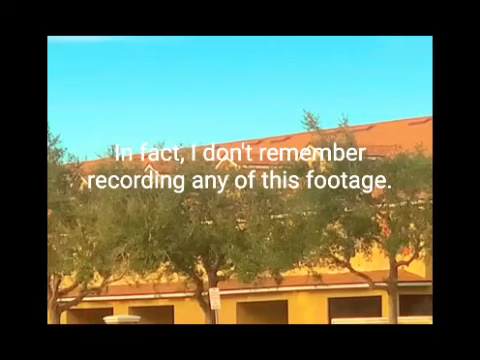 In fact, I don't remember
recording any of this footage.